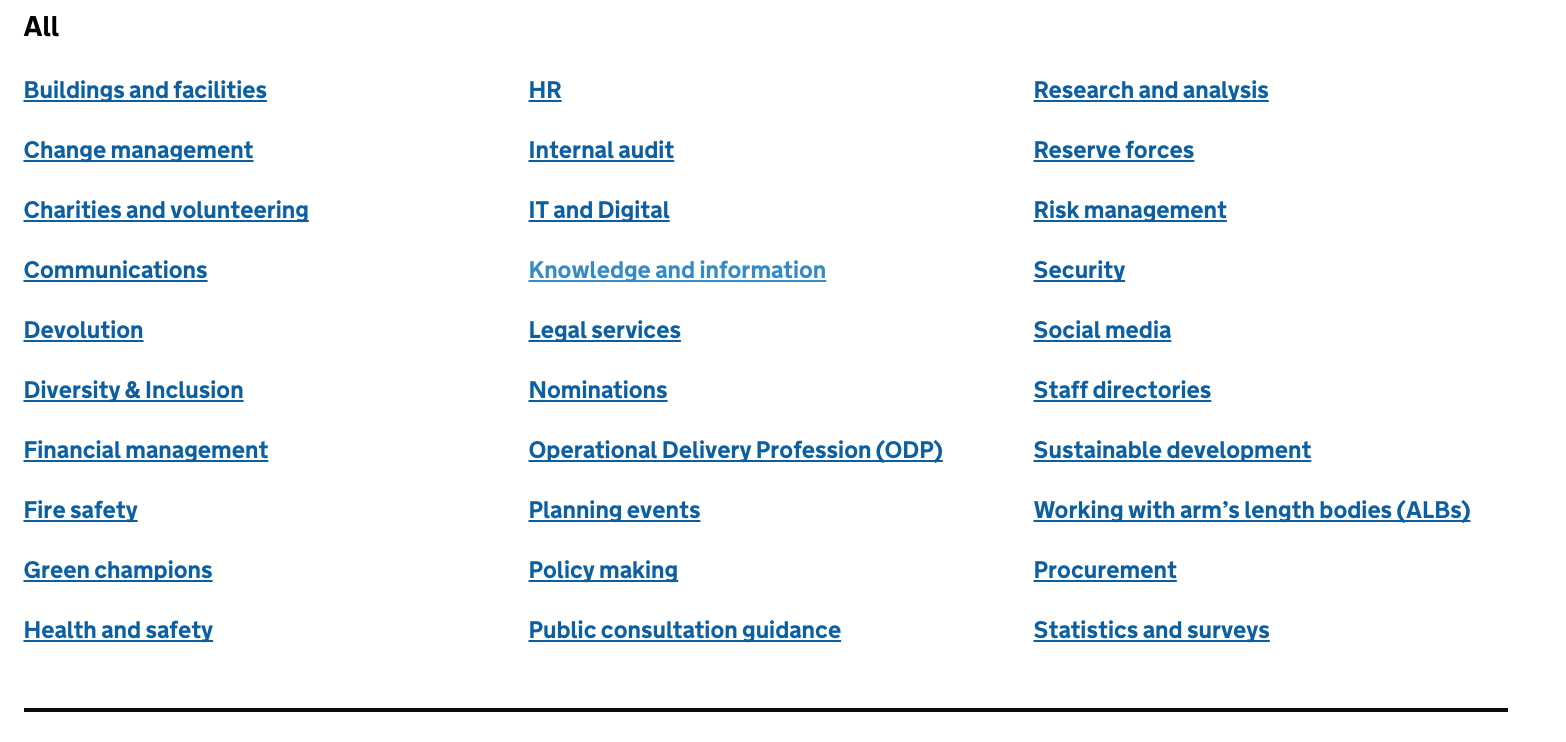 All
Buildings and facilities
Change management
Charities and volunteering
Communications
Devolution
Diversity & Inclusion
Financial management
Fire safety
Green champions
Health and safety
HR
Internal audit
IT and Digital
Knowledge and information
Legal services
Nominations
Operational Delivery Profession (ODP)
Planning events
Policy making
Public consultation guidance
Research and analysis
Reserve forces
Risk management
Security
Social media
Staff directories
Sustainable development
Working with arm’s length bodies (ALBs)
Procurement
Statistics and surveys